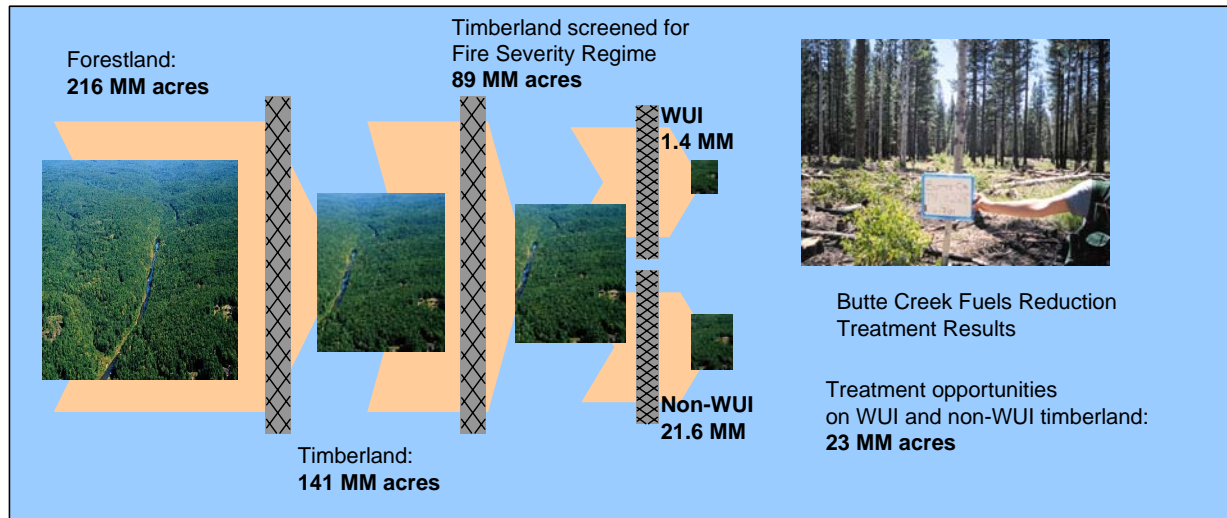 Forestland:
216 MM acres
Timberland:
141 MM acres
Timberland screened for
Fire Severity Regime
89 MM acres
WUI
1.4 MM
Non-WUI
21.6 MM
Butte Creek Fuels Reduction
Treatment Results
Treatment opportunities
on WUI and non-WUI timberland:
23 MM acres